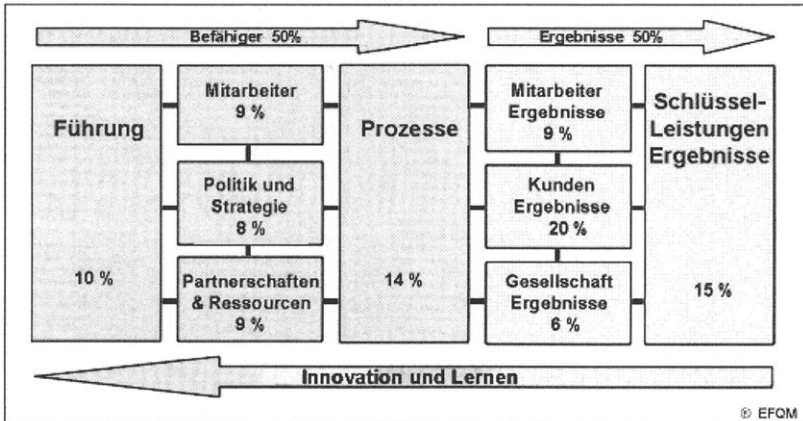 Befähiger 50%
Ergebnisse 50%
Führung
10 %
Mitarbeiter
9 %
Politik und
Strategie
8 %
Partnerschaften
& Ressourcen
9 %
Prozesse
14 %
Mitarbeiter
Ergebnisse
9 %
Kunden
Ergebnisse
20 %
Gesellschaft
Ergebnisse
6 %
Schlüssel-
Leistungen
Ergebnisse
15 %
Innovation und Lernen
® EFQM